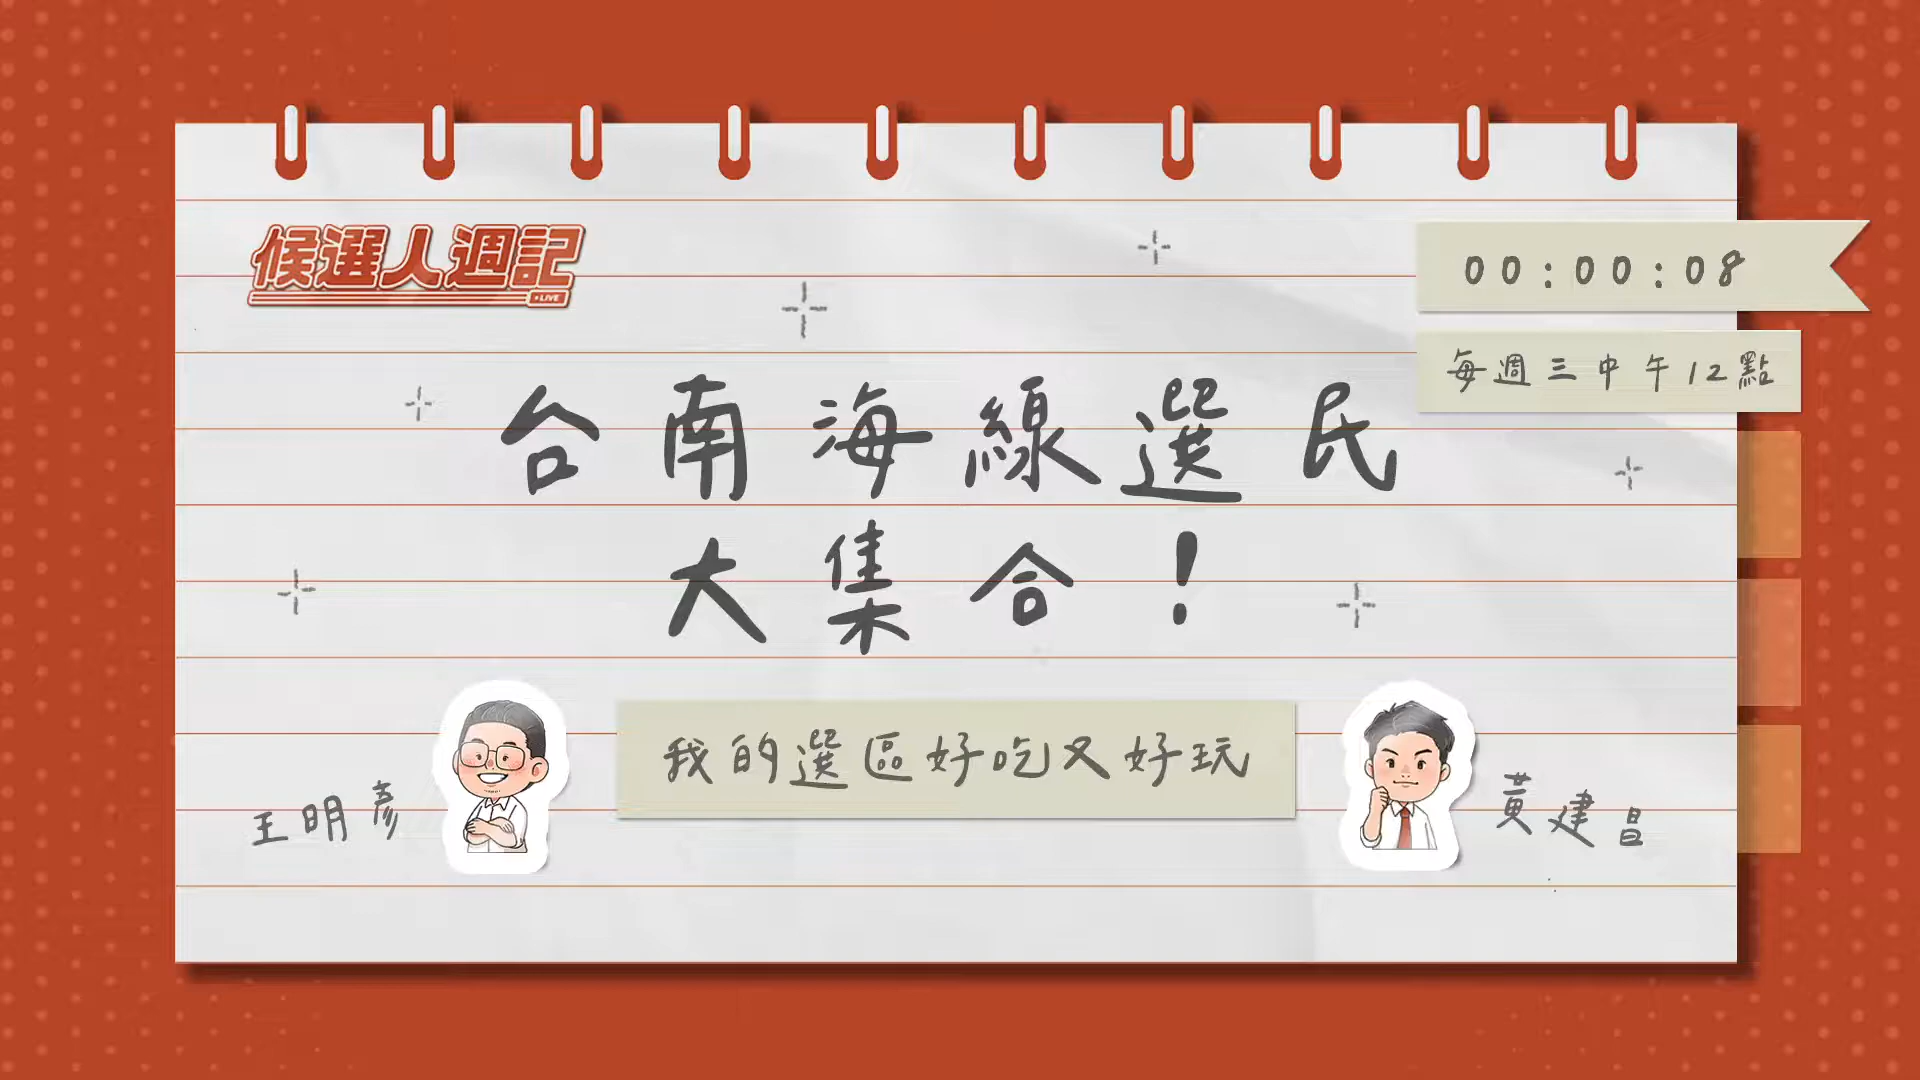 候選人週記
LIVE
00:00:08
每週三中午12點
台南海線選民
大集合!
我的選區好吃又好玩
王明彥
黃建昌